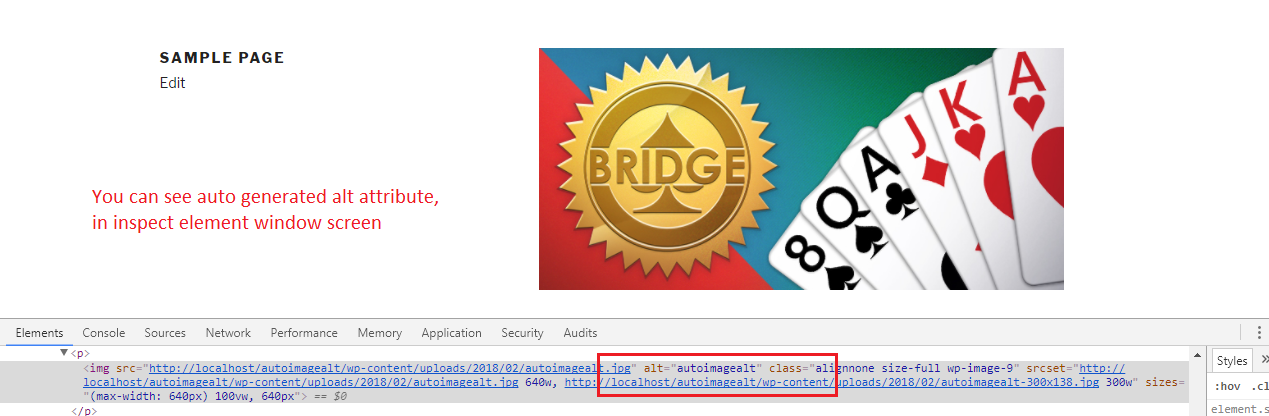 SAMPLE PAGE
Edit
You can see auto generated alt attribute,
in inspect element window screen
BRIDGE
8
Q
A
J
K
A
Elements Console Sources Network Performance Memory Application Security Audits
▼<p>
<img src="http://localhost/autoimagealt/wp-content/uploads/2018/02/autoimagealt.jpg" alt="autoimagealt" class="alignnone size-full wp-image-9" srcset="http://
localhost/autoimagealt/wp-content/uploads/2018/02/autoimagealt.jpg 640w, http://localhost/autoimagealt/wp-content/uploads/2018/02/autoimagealt-300x138.jpg 300w" sizes=
"(max-width: 640px) 100vw, 640px"> == $0
</p>
Styles »
:hov .cl
element.s